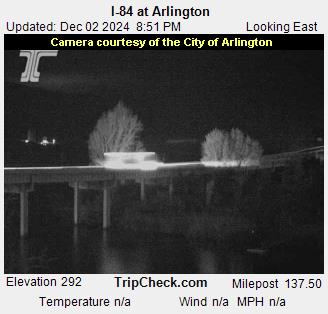 I-84 at Arlington
Updated: Dec 02 2024 8:51 PM Looking East
Camera courtesy of the City of Arlington
Elevation 292 TripCheck.com Milepost 137.50
Temperature n/a Wind n/a MPH n/a